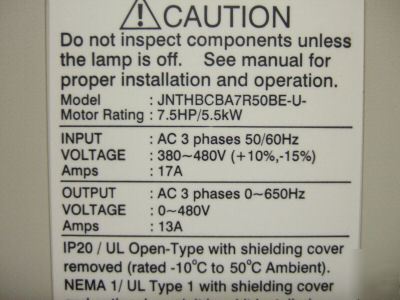 CAUTION
Do not inspect components unless
the lamp is off. See manual for
proper installation and operation.
Model : JNTHBCBA7R50BE-U-
Motor Rating : 7.5HP/5.5kW
INPUT : AC 3 phases 50/60Hz
VOLTAGE : 380~480V (+10%,-15%)
Amps : 17A
OUTPUT : AC 3 phases 0~650Hz
VOLTAGE : 0~480V
Amps : 13A
IP20 / UL Open-Type with shielding cover
removed (rated -10°C to 50°C Ambient).
NEMA 1/ UL Type 1 with shielding cover